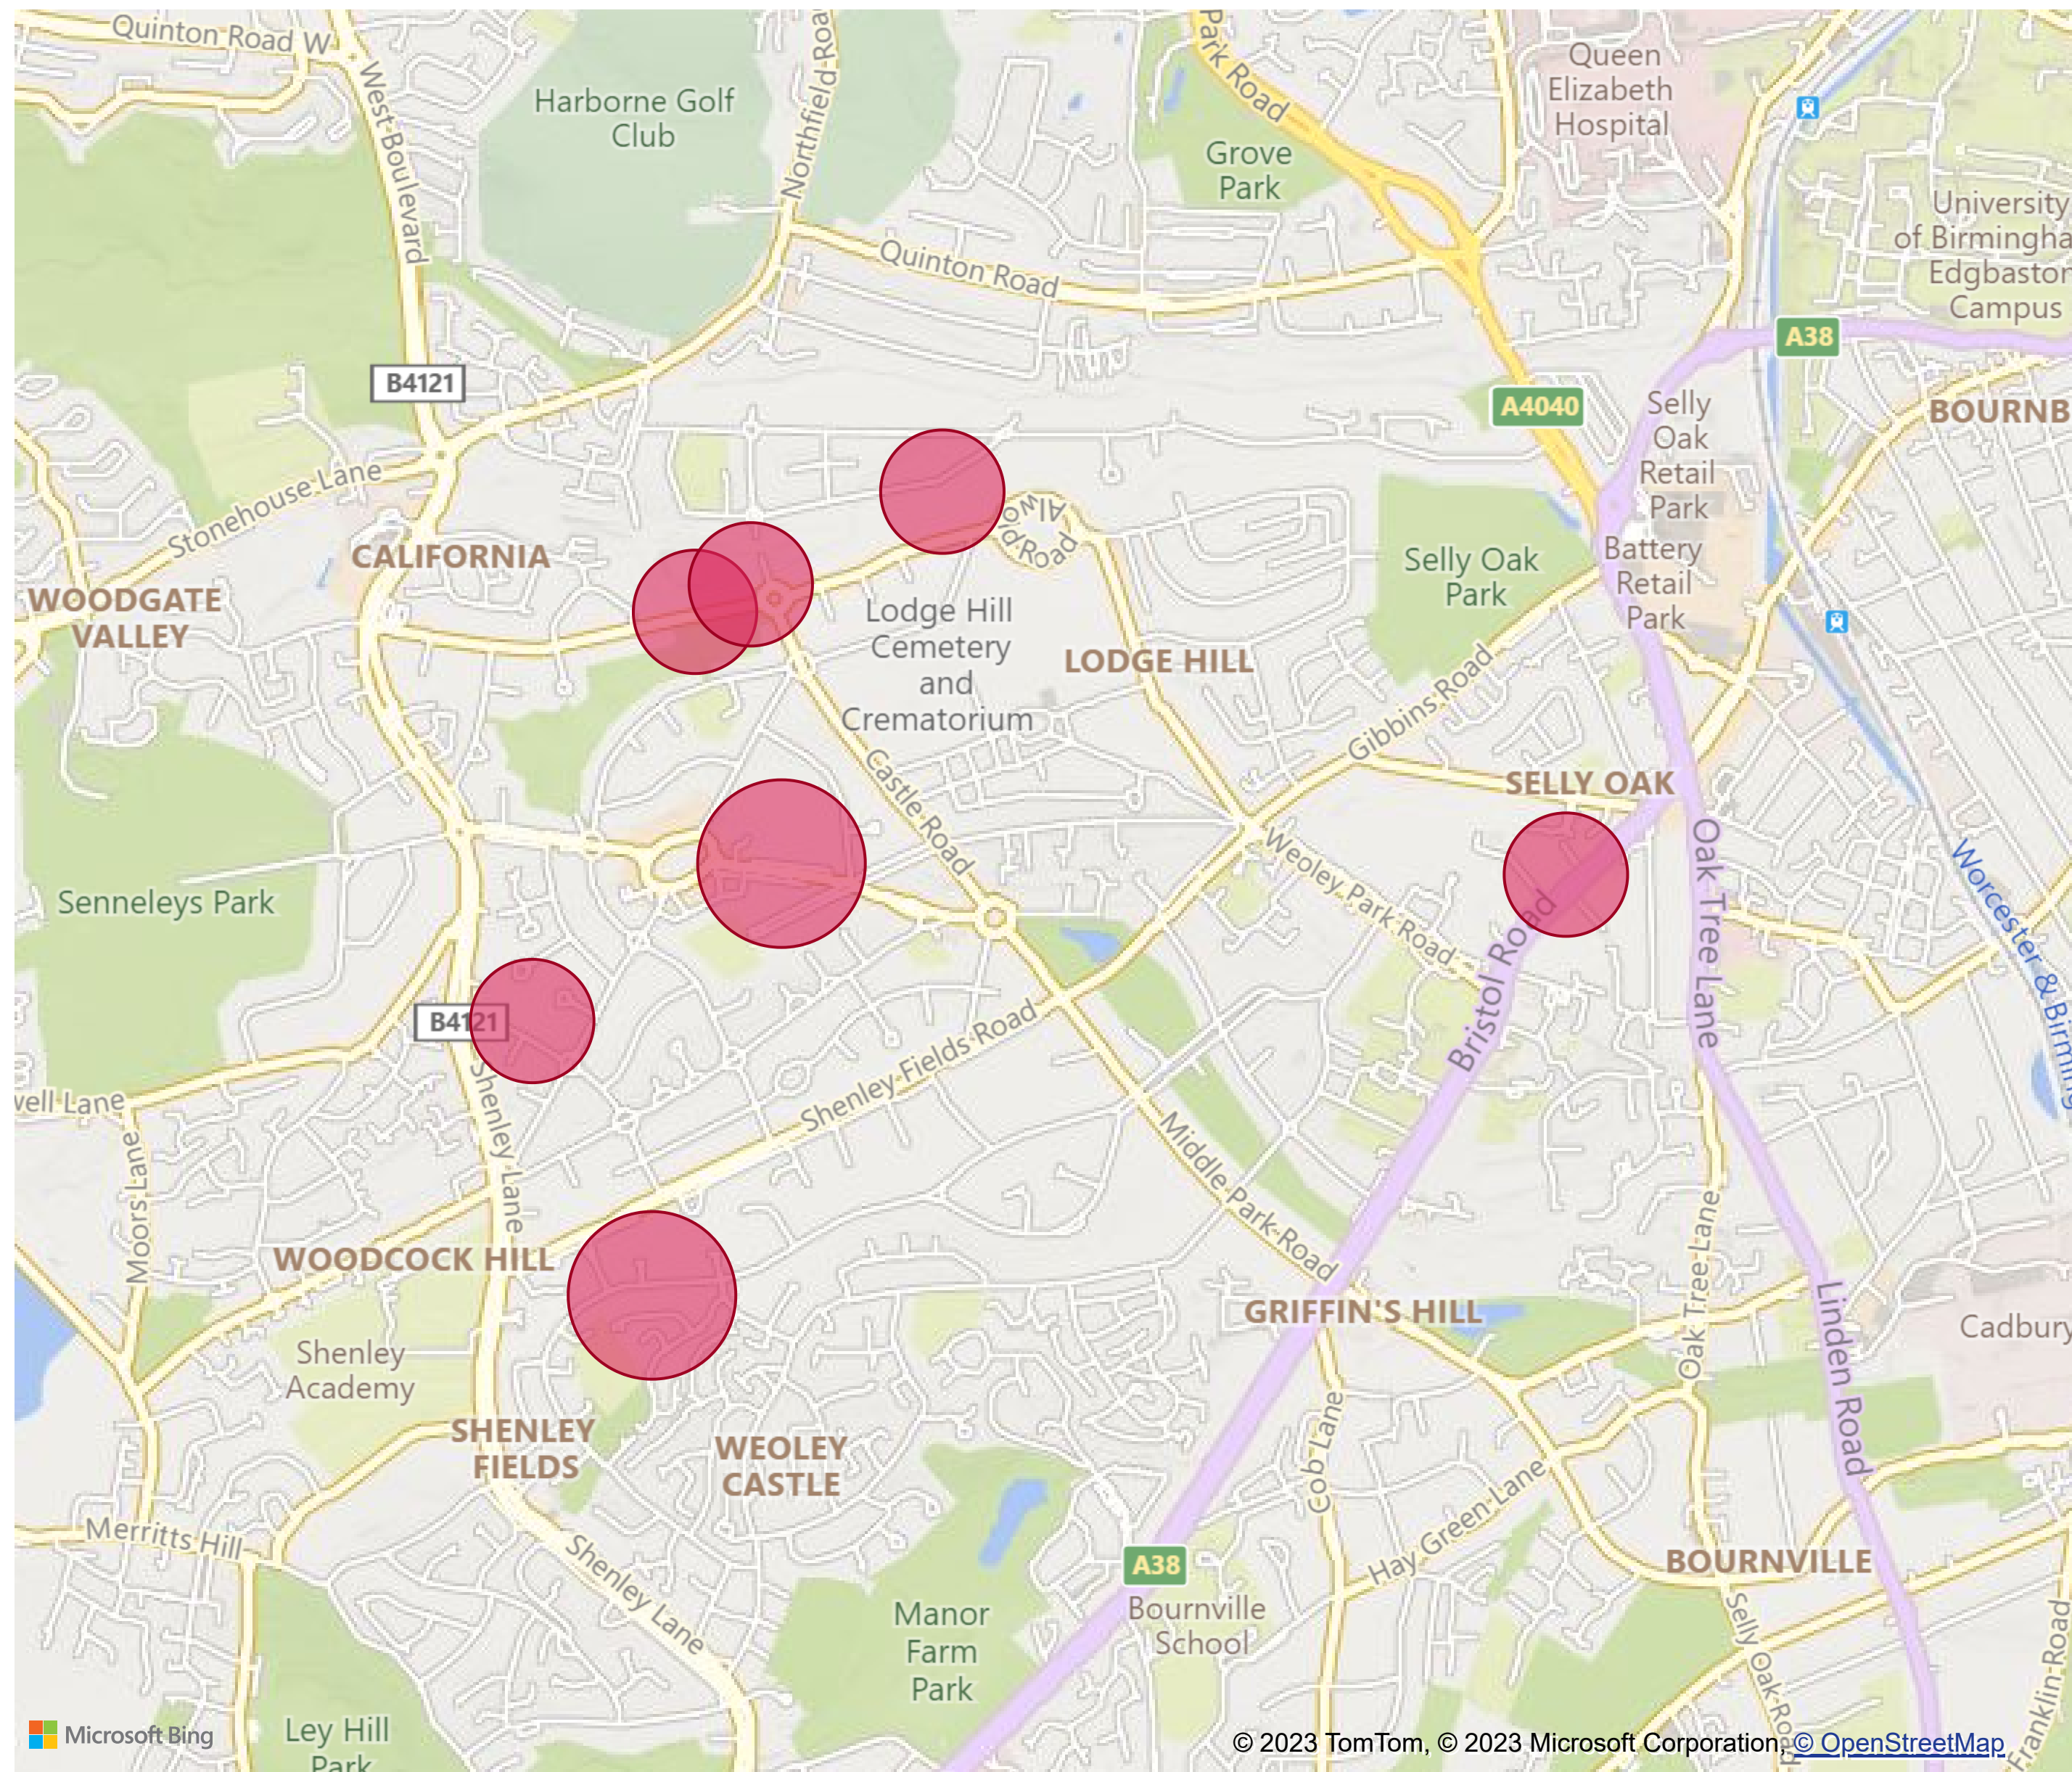 Quinton Road W
West Boulevard
Harborne Golf
Club
Northfield Roa
Park Road
Grove
Park
Queen
Elizabeth
Hospital
University
of Birmingha
Edgbaston
Campus
Quinton Road
B4121
A38
A4040
Selly
Oak
Retail
Park
BOURNB
Stonehouse Lane
CALIFORNIA
Alwold Road
Selly Oak
Park
Battery
Retail
Park
WOODGATE
VALLEY
Lodge Hill
Cemetery
and
Crematorium
LODGE HILL
Gibbins Road
SELLY OAK
Castle Road
Weoley Park Road
Oak Tree Lane
Worcester & Birming
Senneleys Park
Bristol Road
B4121
Shenley Fields Road
well Lane
Shenley Lane
Moors Lane
Middle Park Road
Oak Tree Lane
WOODCOCK HILL
GRIFFIN'S HILL
Linden Road
Cadbury
Shenley
Academy
SHENLEY
FIELDS
WEOLEY
CASTLE
Cob Lane
Hay Green Lane
Merritts Hill
Shenley Lane
A38
BOURNVILLE
Manor
Farm
Park
Bournville
School
Selly Oak Road
Franklin Road
Ley Hill
Park
Microsoft Bing
© 2023 TomTom, © 2023 Microsoft Corporation, © OpenStreetMap